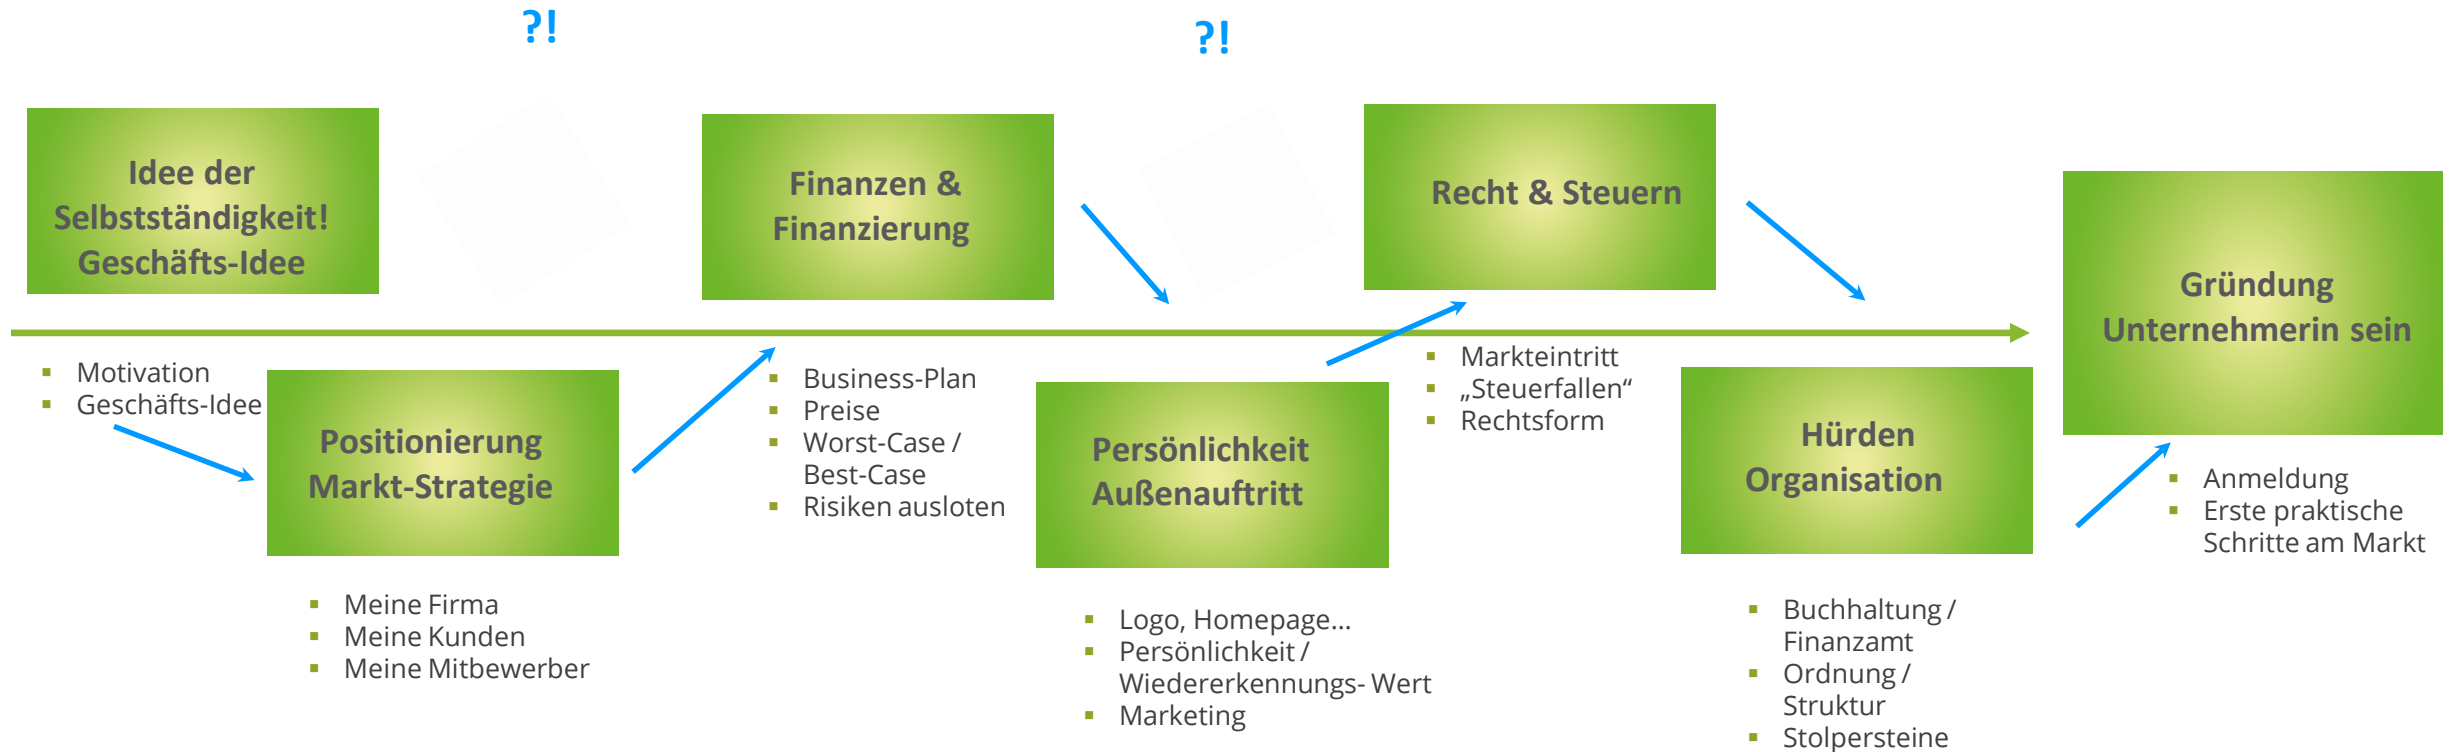 ?!
?!
Idee der
Selbstständigkeit!
Geschäfts-Idee
▪ Motivation
▪ Geschäfts-Idee
Positionierung
Markt-Strategie
▪ Meine Firma
▪ Meine Kunden
▪ Meine Mitbewerber
Finanzen &
Finanzierung
▪ Business-Plan
▪ Preise
▪ Worst-Case /
Best-Case
▪ Risiken ausloten
Persönlichkeit
Außenauftritt
▪ Logo, Homepage…
▪ Persönlichkeit /
Wiedererkennungs- Wert
▪ Marketing
Recht & Steuern
▪ Markteintritt
▪ „Steuerfallen“
▪ Rechtsform
Hürden
Organisation
▪ Buchhaltung /
Finanzamt
▪ Ordnung /
Struktur
▪ Stolpersteine
Gründung
Unternehmerin sein
▪ Anmeldung
▪ Erste praktische
Schritte am Markt